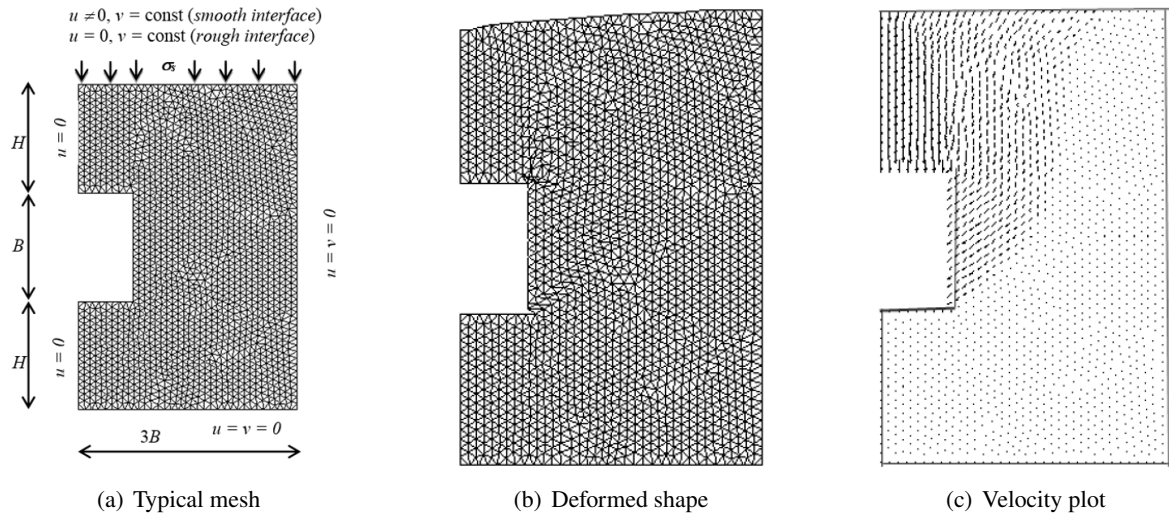 u ≠0, v = const (smooth interface)
u = 0, v = const (rough interface)
σs
H
u = 0
B
u = v = 0
H
u = 0
3B
u = v = 0
(a) Typical mesh
(b) Deformed shape
(c) Velocity plot